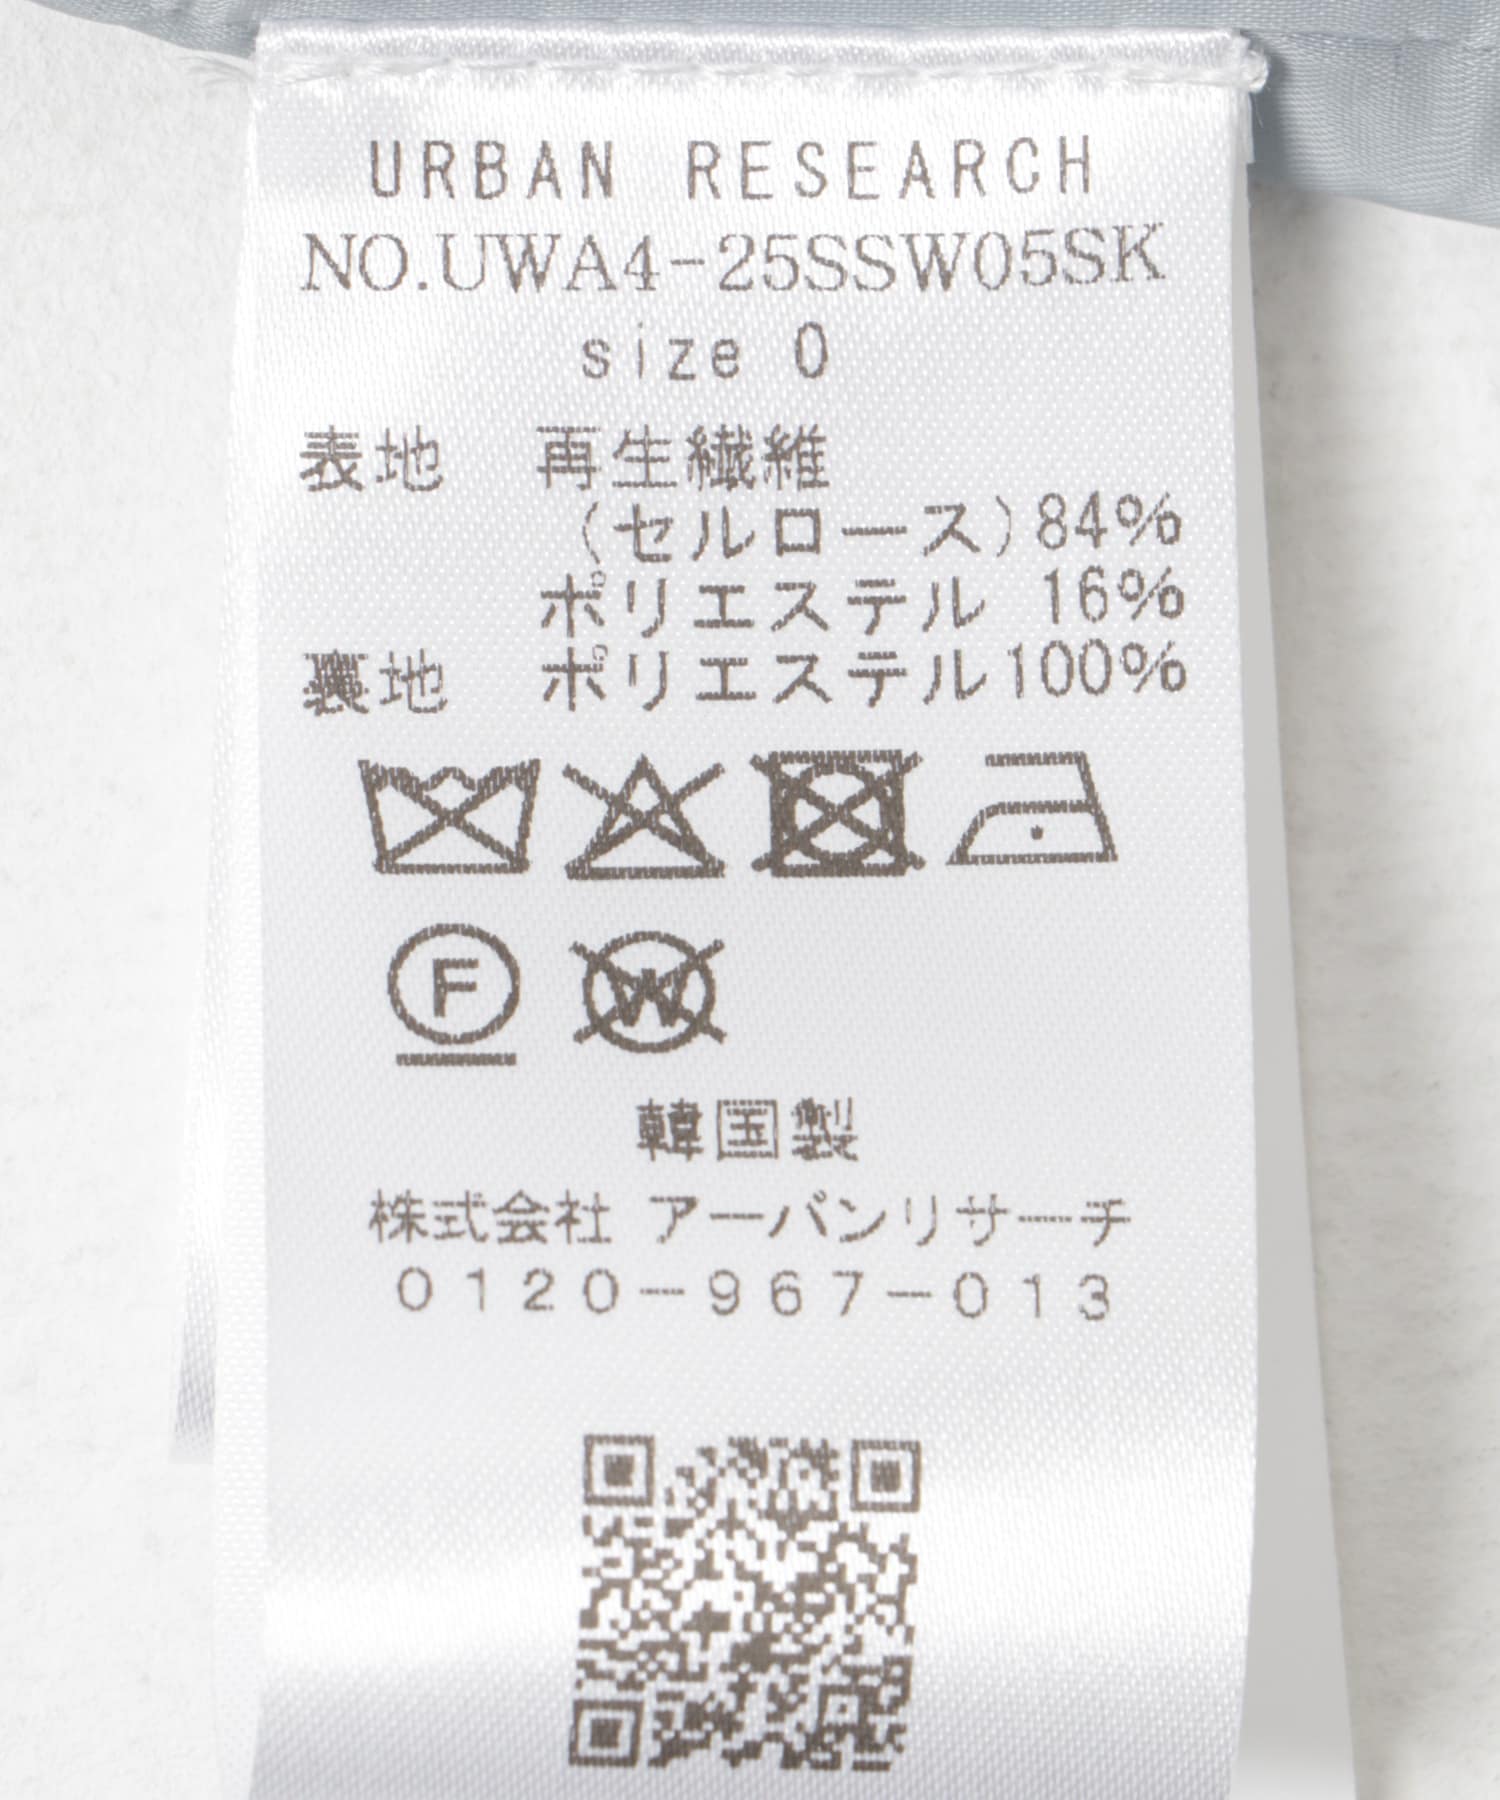 URBAN RESEARCH
NO.UWA4-25SSW05SK
size 0
表地 再生繊維
(セルロース)84%
ポリエステル 16%
裏地 ポリエステル100%
F W
韓国製
株式会社 アーバンリサーチ
0120-967-013